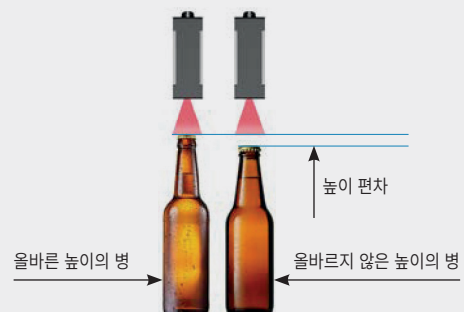 높이 편차
올바른 높이의 병
올바르지 않은 높이의 병